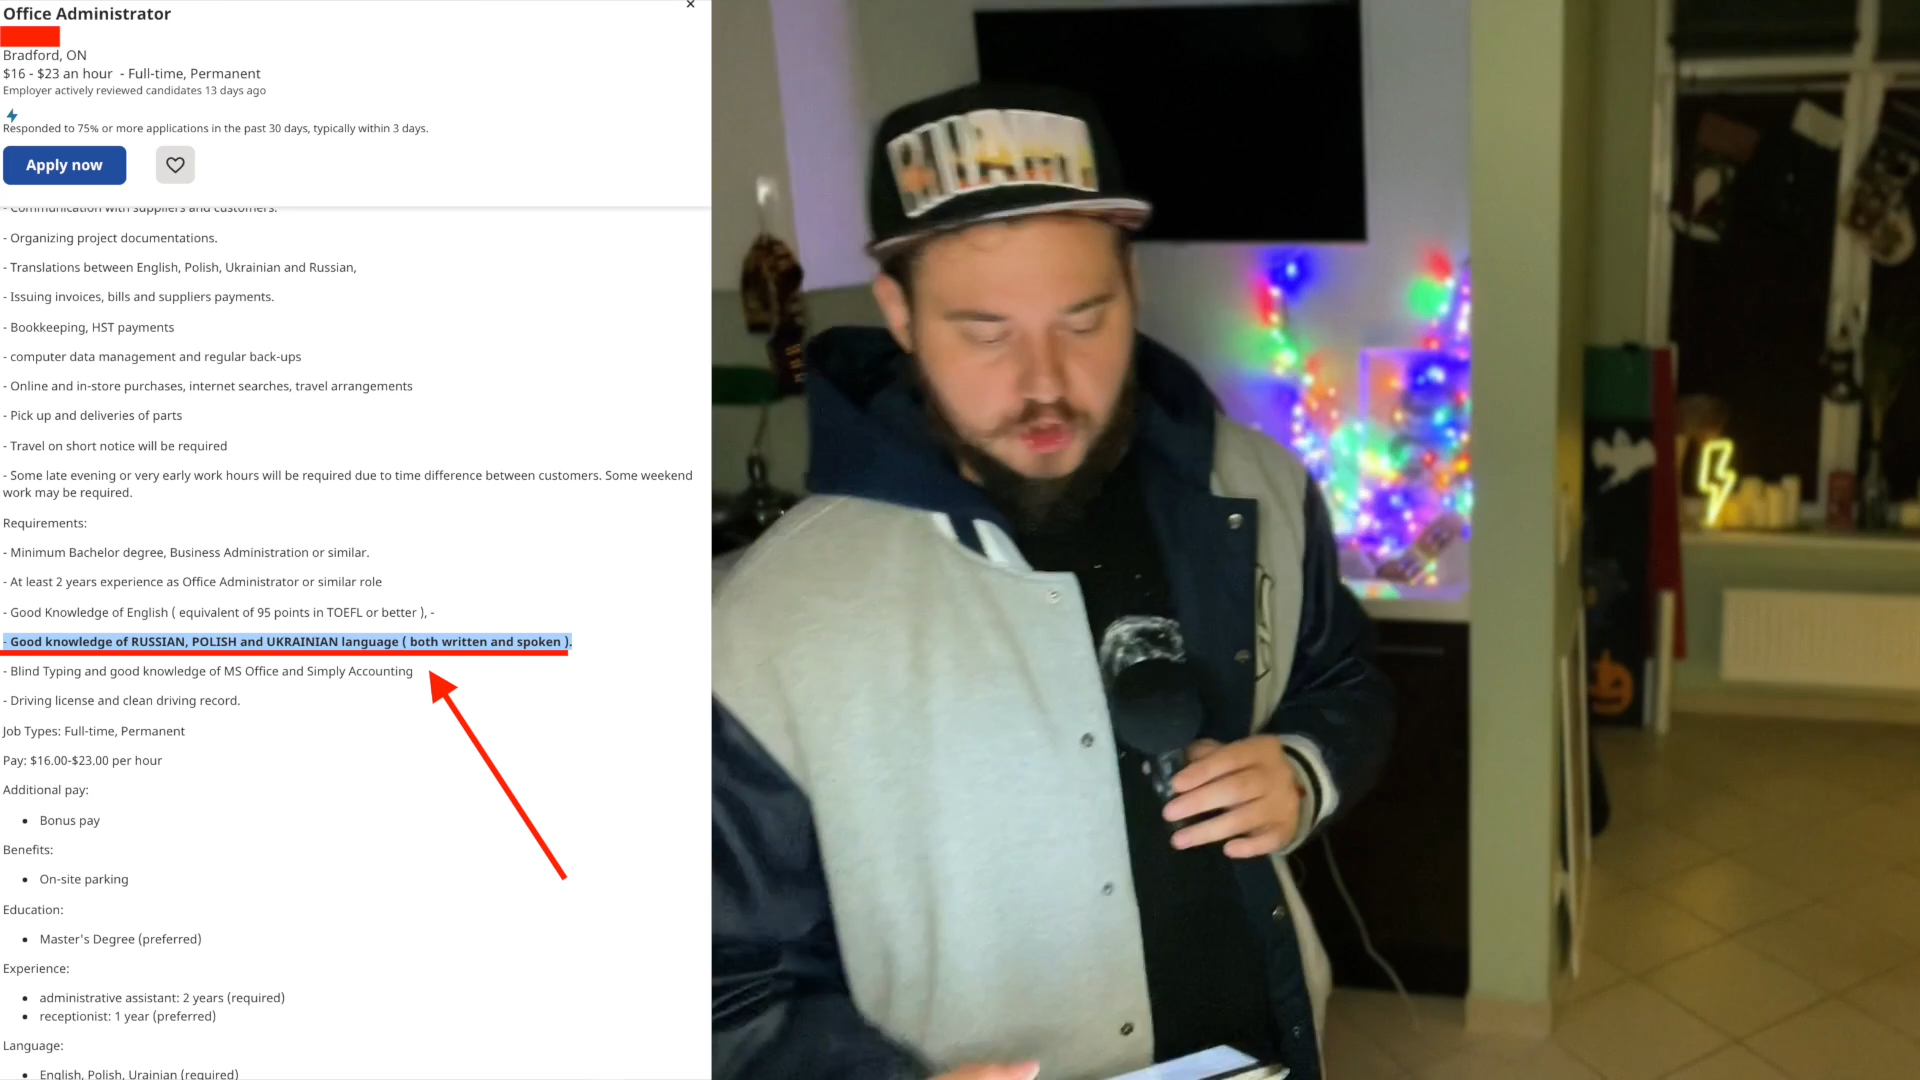 Office Administrator
Bradford, ON
$16 - $23 an hour - Full-time, Permanent
Employer actively reviewed candidates 13 days ago
Responded to 75% or more applications in the past 30 days, typically within 3 days.
Apply now
- Communication with suppliers and customers.
- Organizing project documentations.
- Translations between English, Polish, Ukrainian and Russian,
- Issuing invoices, bills and suppliers payments.
- Bookkeeping, HST payments
- computer data management and regular back-ups
- Online and in-store purchases, internet searches, travel arrangements
- Pick up and deliveries of parts
- Travel on short notice will be required
- Some late evening or very early work hours will be required due to time difference between customers. Some weekend
work may be required.
Requirements:
- Minimum Bachelor degree, Business Administration or similar.
- At least 2 years experience as Office Administrator or similar role
- Good Knowledge of English ( equivalent of 95 points in TOEFL or better ), -
- Good knowledge of RUSSIAN, POLISH and UKRAINIAN language ( both written and spoken ).
- Blind Typing and good knowledge of MS Office and Simply Accounting
- Driving license and clean driving record.
Job Types: Full-time, Permanent
Pay: $16.00-$23.00 per hour
Additional pay:
• Bonus pay
Benefits:
• On-site parking
Education:
• Master's Degree (preferred)
Experience:
• administrative assistant: 2 years (required)
• receptionist: 1 year (preferred)
Language:
• English, Polish, Urainian (required)